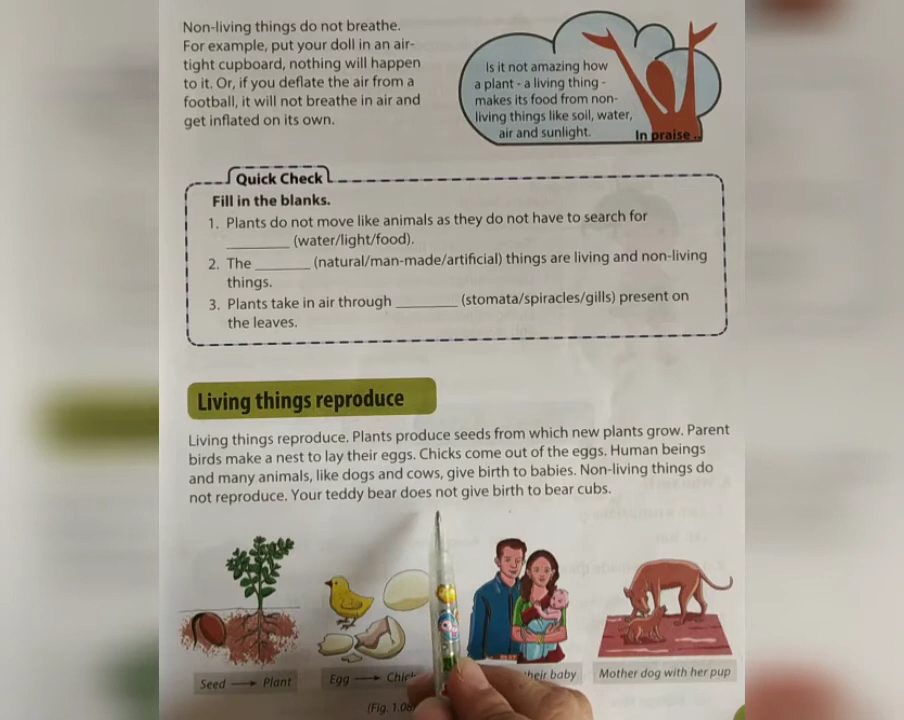 Non-living things do not breathe.
For example, put your doll in an air-
tight cupboard, nothing will happen
to it. Or, if you deflate the air from a
football, it will not breathe in air and
get inflated on its own.
Is it not amazing how
a plant - a living thing -
makes its food from non-
living things like soil, water,
air and sunlight.
In praise ..
Quick Check
Fill in the blanks.
1. Plants do not move like animals as they do not have to search for
________ (water/light/food).
2. The _______ (natural/man-made/artificial) things are living and non-living
things.
3. Plants take in air through ________ (stomata/spiracles/gills) present on
the leaves.
Living things reproduce
Living things reproduce. Plants produce seeds from which new plants grow. Parent
birds make a nest to lay their eggs. Chicks come out of the eggs. Human beings
and many animals, like dogs and cows, give birth to babies. Non-living things do
not reproduce. Your teddy bear does not give birth to bear cubs.
Seed → Plant
Egg →
baby
Mother dog with her pup
(Fig.